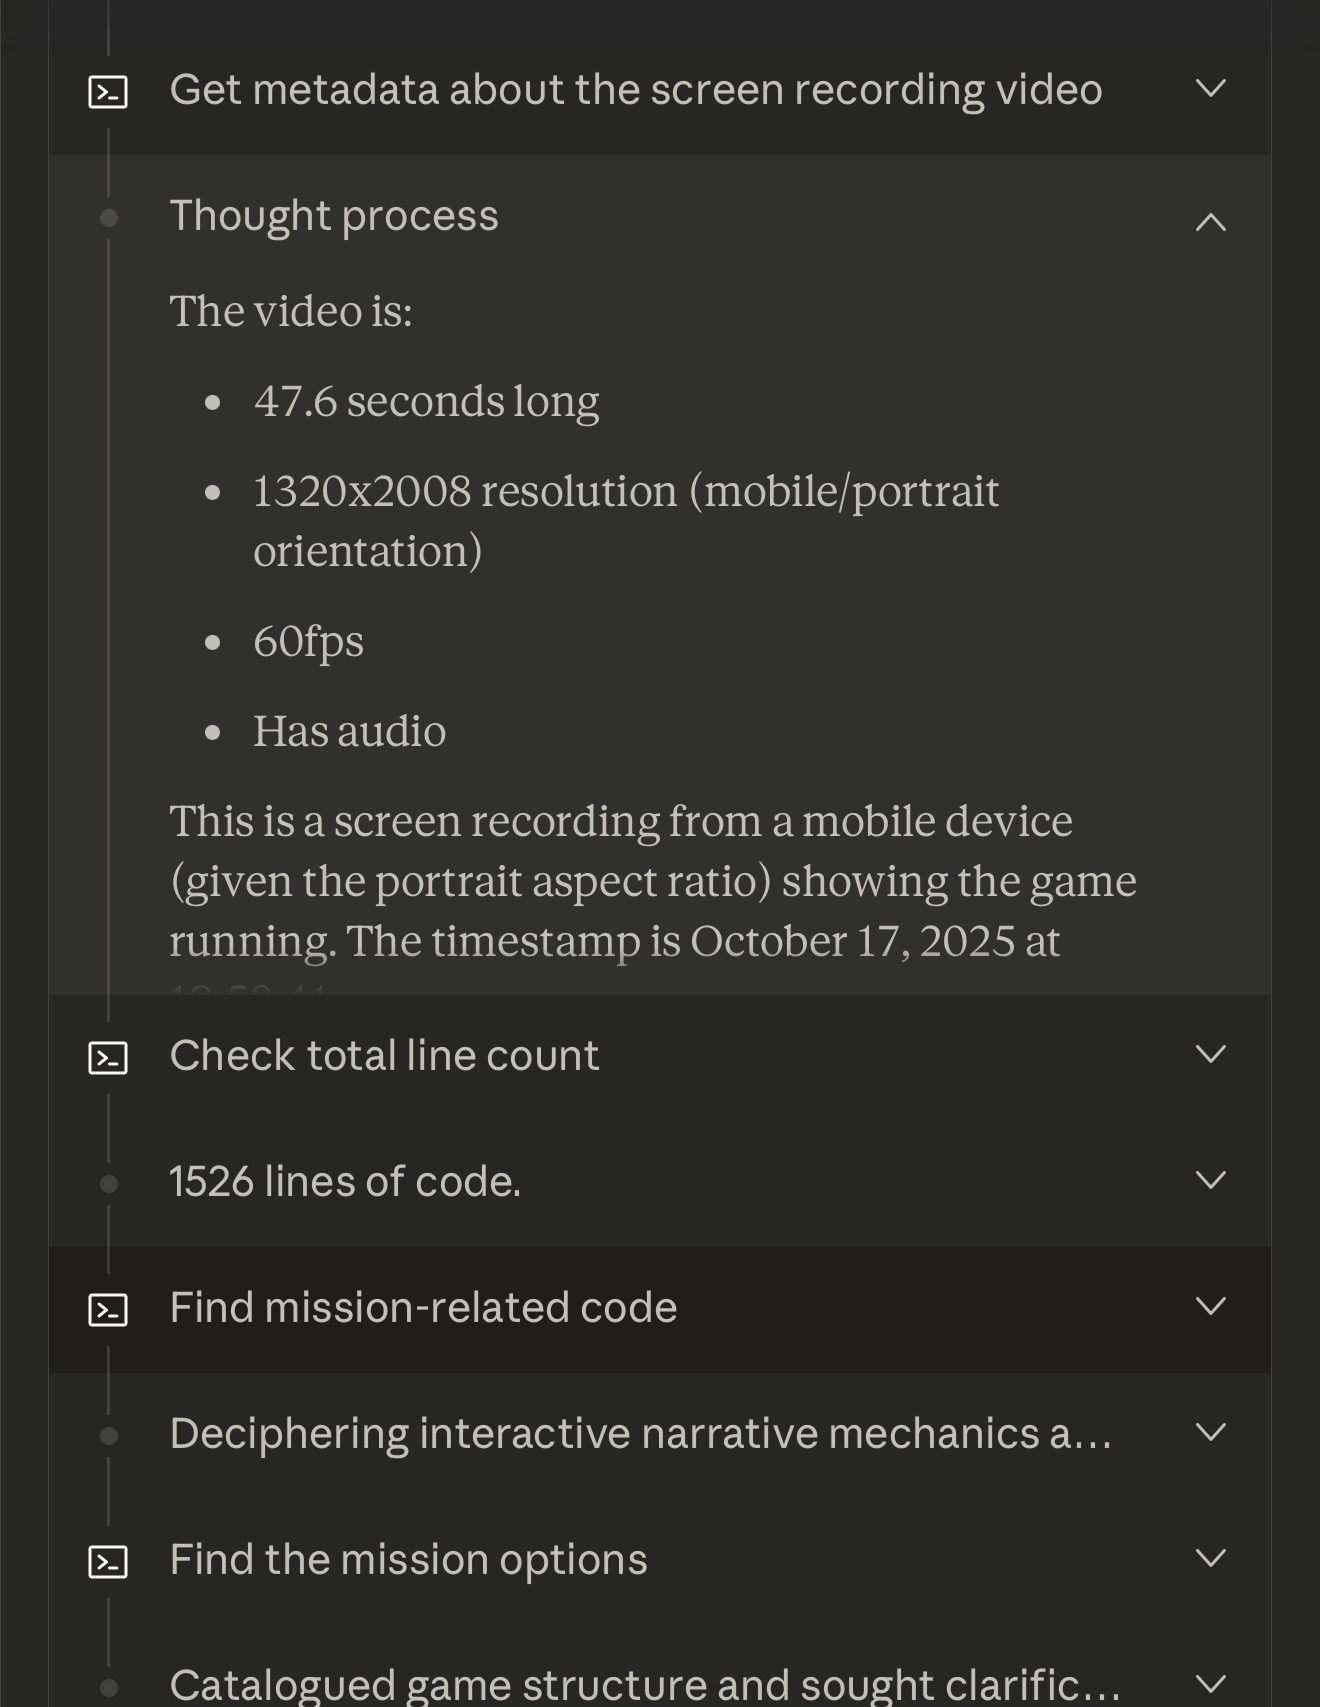 Get metadata about the screen recording video
Thought process
The video is:
• 47.6 seconds long
• 1320x2008 resolution (mobile/portrait
orientation)
• 60fps
• Has audio
This is a screen recording from a mobile device
(given the portrait aspect ratio) showing the game
running. The timestamp is October 17, 2025 at
Check total line count
1526 lines of code.
Find mission-related code
Deciphering interactive narrative mechanics a...
Find the mission options
Catalogued game structure and sought clarific...